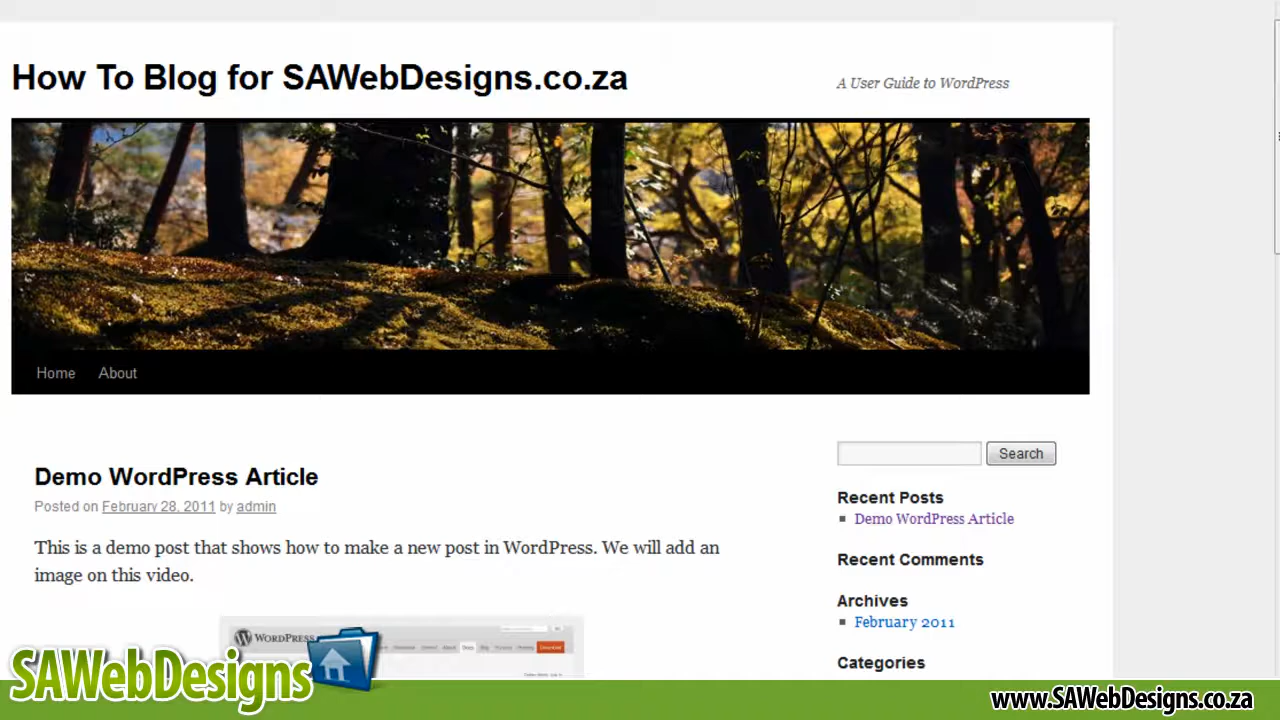 How To Blog for SAWebDesigns.co.za
A User Guide to WordPress
Home About
Demo WordPress Article
Posted on February 28, 2011 by admin
This is a demo post that shows how to make a new post in WordPress. We will add an
image on this video.
Search
Recent Posts
Demo WordPress Article
Recent Comments
Archives
February 2011
Categories
WORDPRESS
SAWebDesigns
www.SAWebDesigns.co.za